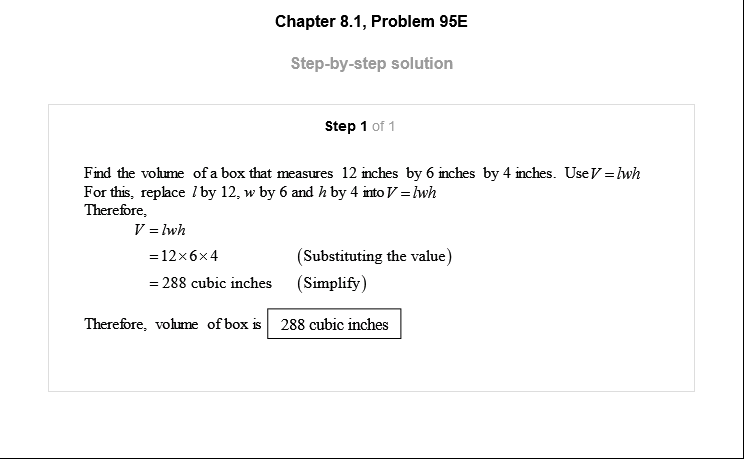 Chapter 8.1, Problem 95E
Step-by-step solution
Step 1 of 1
Find the volume of a box that measures 12 inches by 6 inches by 4 inches. Use V = lwh
For this, replace l by 12, w by 6 and h by 4 into V = lwh
Therefore,
V = lwh
= 12×6×4 (Substituting the value)
= 288 cubic inches (Simplify)
Therefore, volume of box is 288 cubic inches